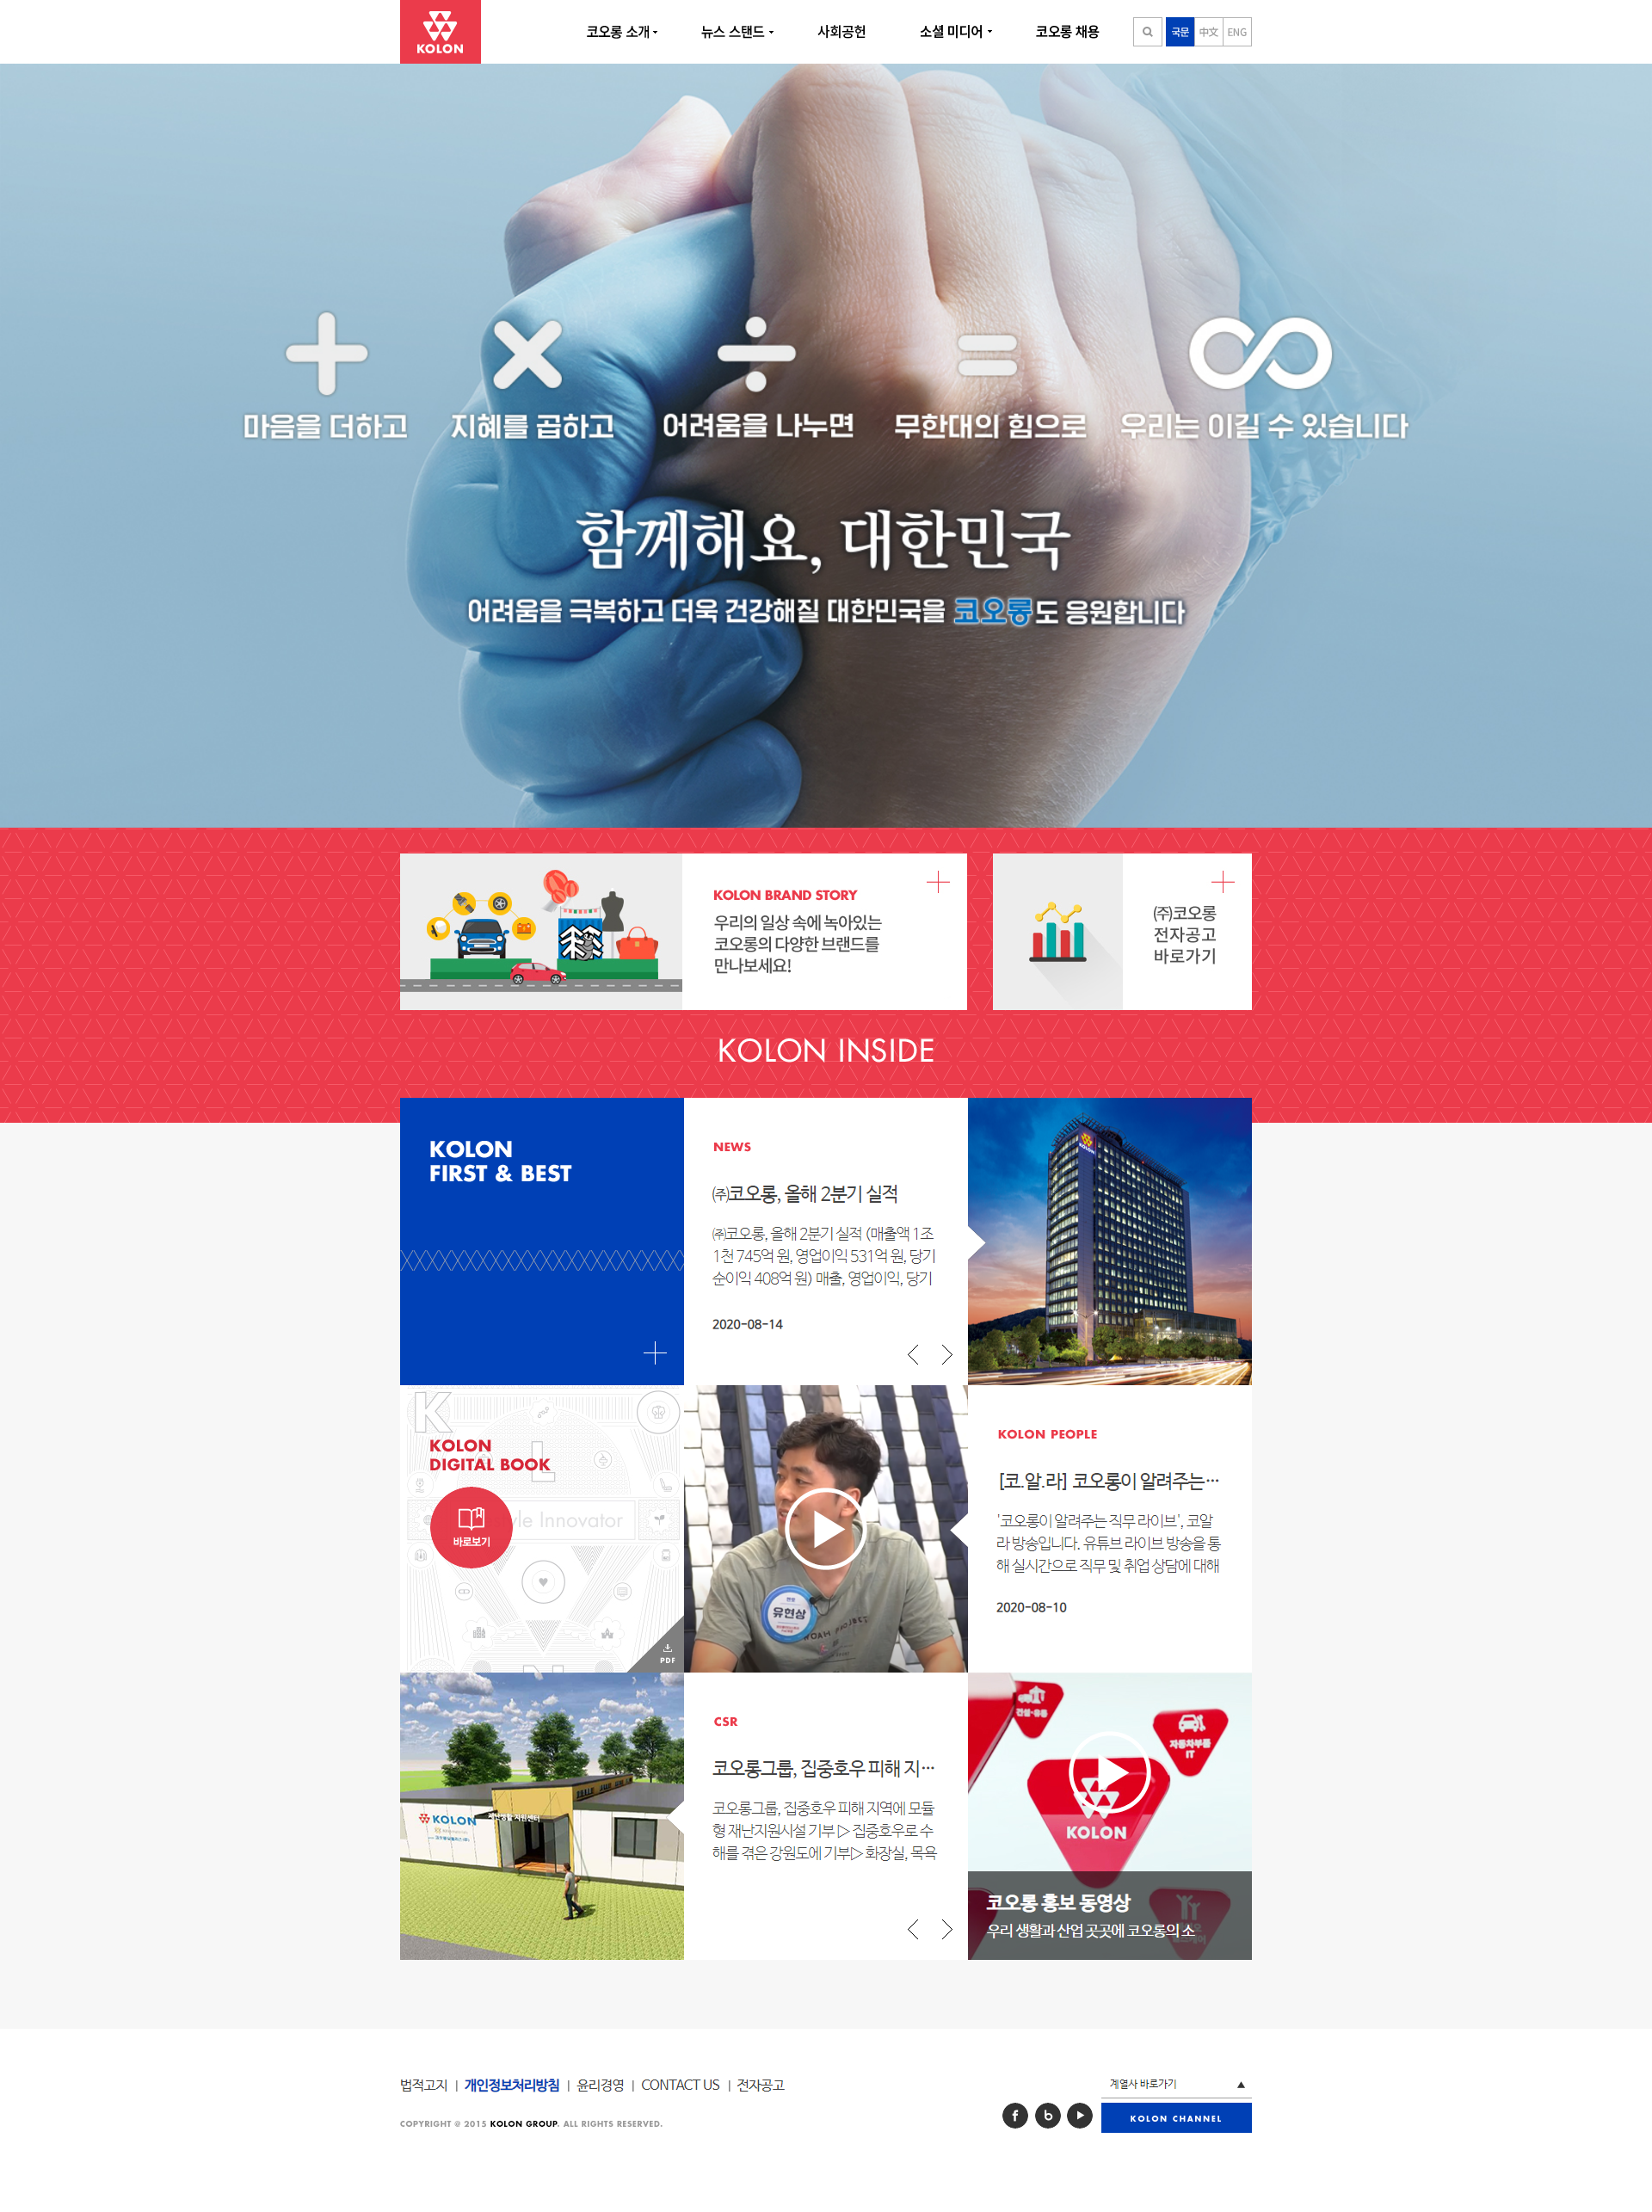 KOLON
코오롱 소개
뉴스 스탠드
사회공헌
소셜 미디어
코오롱 채용
국문
中文
ENG
마음을 더하고
지혜를 곱하고
어려움을 나누면
무한대의 힘으로
우리는 이길 수 있습니다
함께해요, 대한민국
어려움을 극복하고 더욱 건강해질 대한민국을 코오롱도 응원합니다
KOLON BRAND STORY
우리의 일상 속에 녹아있는
코오롱의 다양한 브랜드를
만나보세요!
㈜코오롱
전자공고
바로가기
KOLON INSIDE
KOLON
FIRST & BEST
NEWS
㈜코오롱, 올해 2분기 실적
㈜코오롱, 올해 2분기 실적 (매출액 1조
1천 745억 원, 영업이익 531억 원, 당기
순이익 408억 원) 매출, 영업이익, 당기
2020-08-14
K
L
KOLON
DIGITAL BOOK
Innovator
바로보기
PDF
유현상
KOLON PEOPLE
[코.알.라] 코오롱이 알려주는…
'코오롱이 알려주는 직무 라이브', 코알
라 방송입니다. 유튜브 라이브 방송을 통
해 실시간으로 직무 및 취업 상담에 대해
2020-08-10
KOLON
CSR
코오롱그룹, 집중호우 피해 지…
코오롱그룹, 집중호우 피해 지역에 모듈
형 재난지원시설 기부 ▷ 집중호우로 수
해를 겪은 강원도에 기부▷ 화장실, 목욕
건설·유통
자동차부품
IT
KOLON
코오롱 홍보 동영상
우리 생활과 산업 곳곳에 코오롱의 소
법적고지 | 개인정보처리방침 | 윤리경영 | CONTACT US | 전자공고
COPYRIGHT © 2015 KOLON GROUP. ALL RIGHTS RESERVED.
계열사 바로가기
KOLON CHANNEL